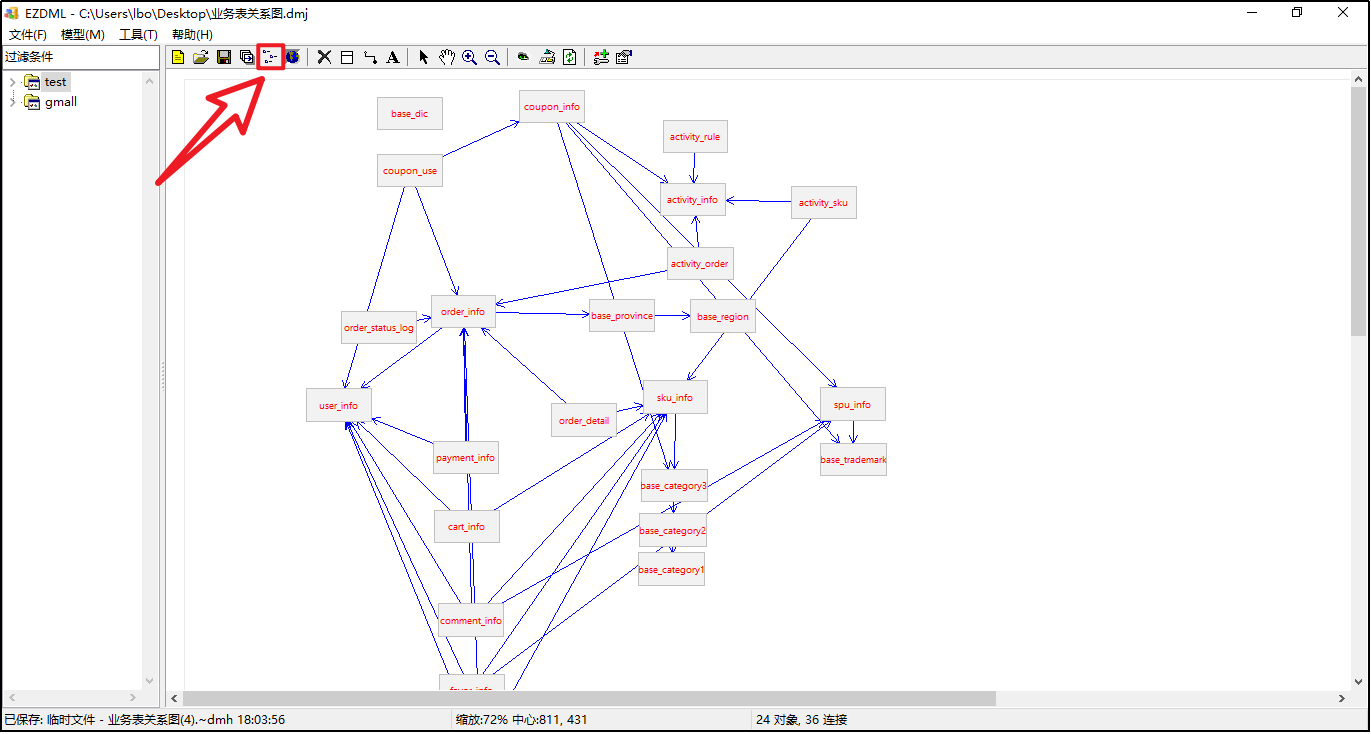 EZDML - C:\Users\lbo\Desktop\业务表关系图.dmj
文件(F) 模型(M) 工具(T) 帮助(H)
过滤条件
A
test
gmall
base_dic
coupon_info
activity_rule
coupon_use
activity_info
activity_sku
activity_order
order_info
base_province
base_region
order_status_log
user_info
sku_info
spu_info
order_detail
payment_info
base_trademark
base_category3
cart_info
base_category2
base_category1
comment_info
已保存: 临时文件 - 业务表关系图(4).~dmh 18:03:56
缩放:72% 中心:811, 431
24 对象, 36 连接